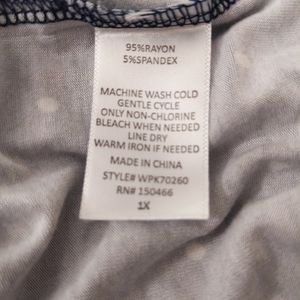 95%RAYON
5%SPANDEX
MACHINE WASH COLD
GENTLE CYCLE
ONLY NON-CHLORINE
BLEACH WHEN NEEDED
LINE DRY
WARM IRON IF NEEDED
MADE IN CHINA
STYLE# WPK70260
RN# 150466
1X